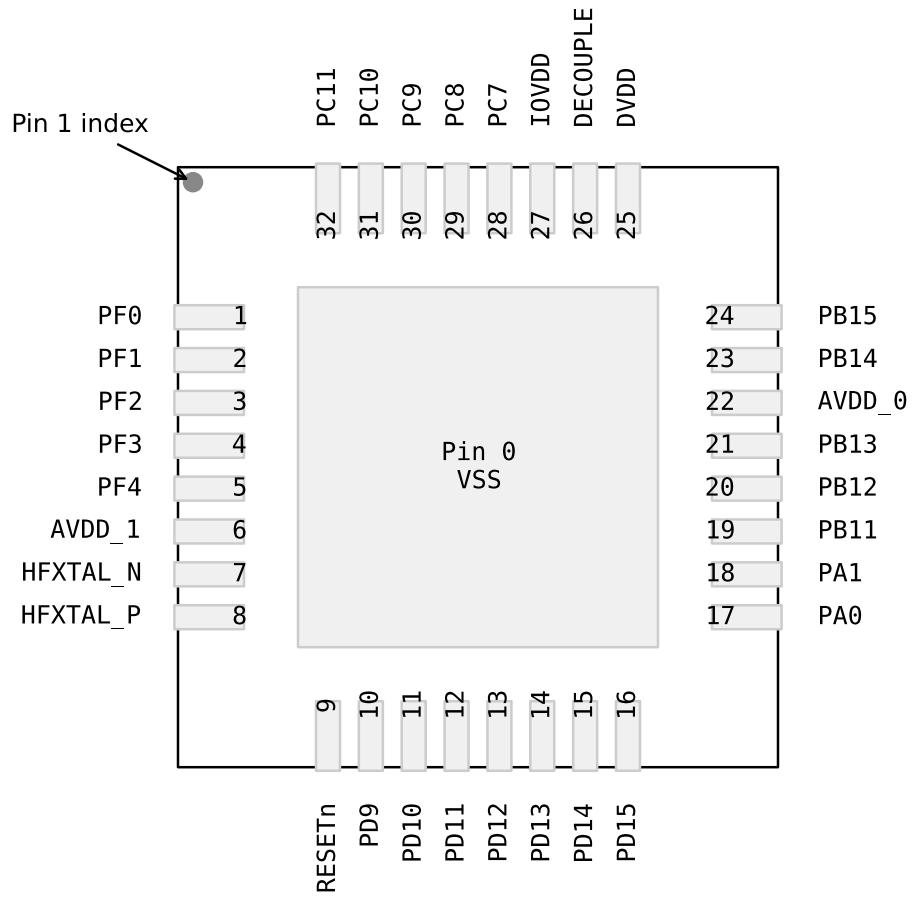 PC11 PC10 PC9 PC8 PC7 IOVDD DECOUPLE DVDD
Pin 1 index
32 31 30 29 28 27 26 25
PF0 1 24 PB15
PF1 2 23 PB14
PF2 3 22 AVDD_0
PF3 4 21 PB13
Pin 0
VSS
PF4 5 20 PB12
AVDD_1 6 19 PB11
HFXTAL_N 7 18 PA1
HFXTAL_P 8 17 PA0
9 10 11 12 13 14 15 16
RESETn PD9 PD10 PD11 PD12 PD13 PD14 PD15